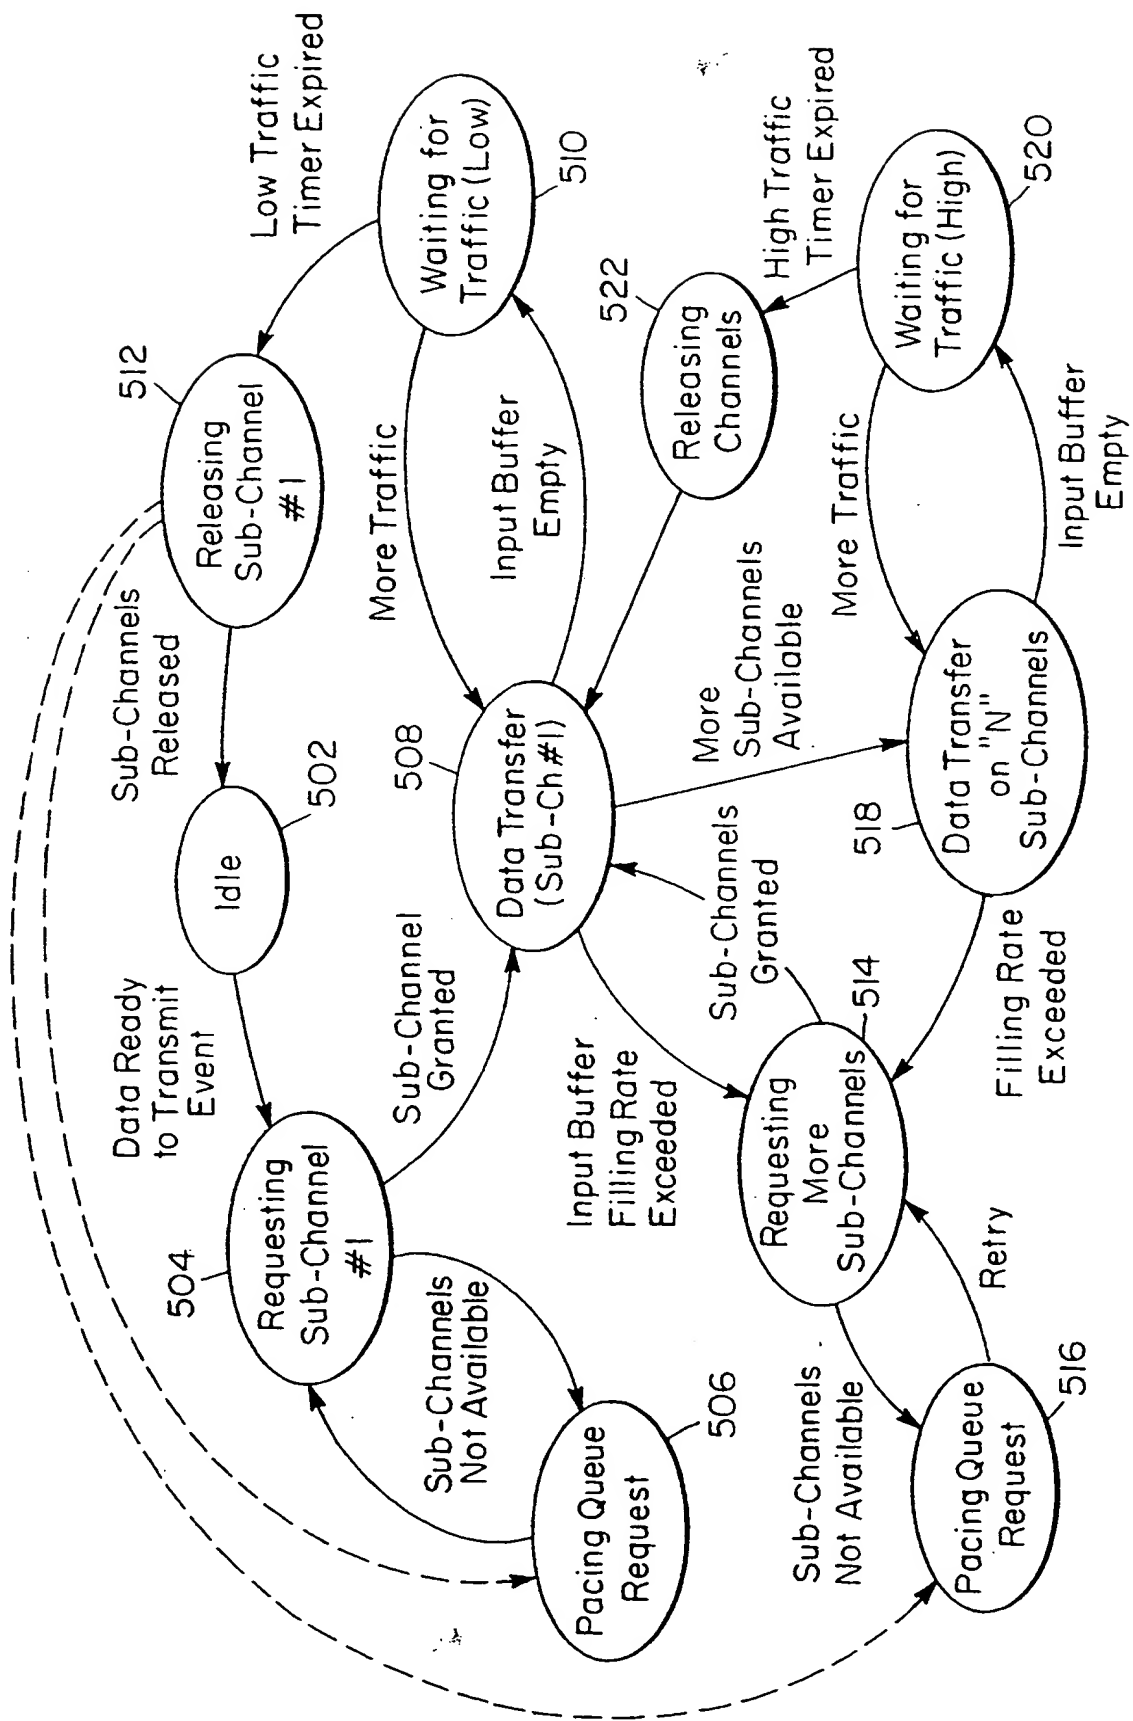 Low Traffic
Timer Expired
512
Releasing
Sub-Channel
#1
Waiting for
Traffic (Low)
510
Sub-Channels
Released
Idle
502
Data Ready
to Transmit
Event
504
Requesting
Sub-Channel
#1
More Traffic
Input Buffer
Empty
508
Data Transfer
(Sub-Ch#1)
Sub-Channel
Granted
Sub-Channels
Not Available
Pacing Queue
Request
506
522
Releasing
Channels
High Traffic
Timer Expired
Waiting for
Traffic (High)
520
More Traffic
Input Buffer
Empty
More
Sub-Channels
Available
518
Data Transfer
on "N"
Sub-Channels
Sub-Channels
Granted
Input Buffer
Filling Rate
Exceeded
514
Requesting
More
Sub-Channels
Filling Rate
Exceeded
Retry
Sub-Channels
Not Available
Pacing Queue
Request
516